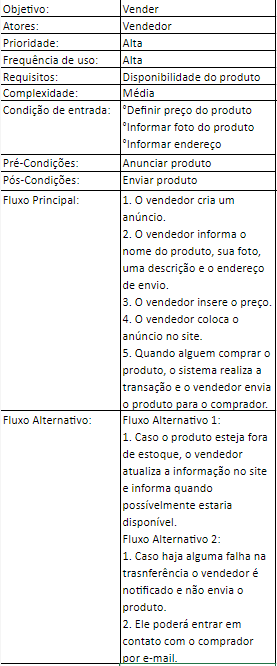 Objetivo: Vender
Atores: Vendedor
Prioridade: Alta
Frequência de uso: Alta
Requisitos: Disponibilidade do produto
Complexidade: Média
Condição de entrada: °Definir preço do produto
°Informar foto do produto
°Informar endereço
Pré-Condições: Anunciar produto
Pós-Condições: Enviar produto
Fluxo Principal: 1. O vendedor cria um
anúncio.
2. O vendedor informa o
nome do produto, sua foto,
uma descrição e o endereço
de envio.
3. O vendedor insere o preço.
4. O vendedor coloca o
anúncio no site.
5. Quando alguem comprar o
produto, o sistema realiza a
transação e o vendedor envia
o produto para o comprador.
Fluxo Alternativo: Fluxo Alternativo 1:
1. Caso o produto esteja fora
de estoque, o vendedor
atualiza a informação no site
e informa quando
possívelmente estaria
disponível.
Fluxo Alternativo 2:
1. Caso haja alguma falha na
trasnferência o vendedor é
notificado e não envia o
produto.
2. Ele poderá entrar em
contato com o comprador
por e-mail.